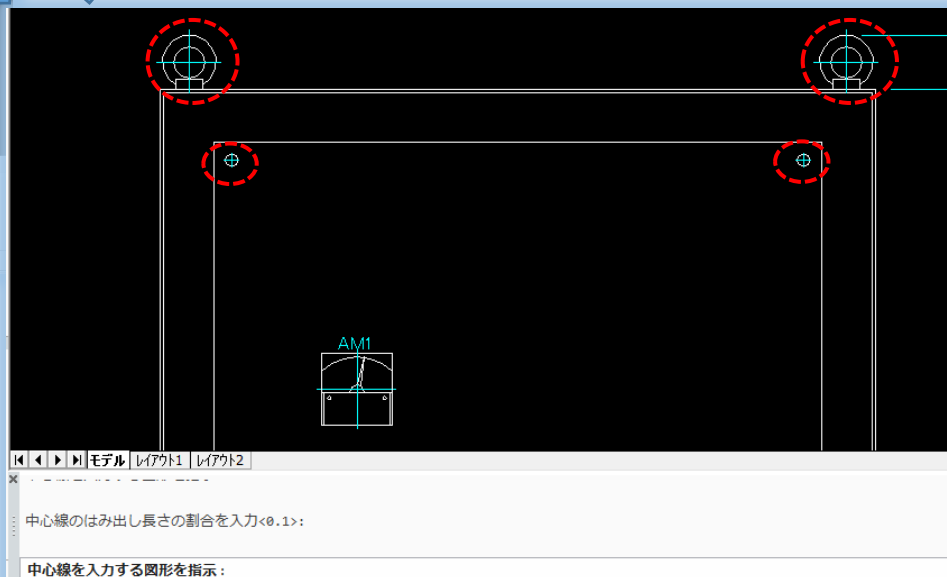 AM1
モデル レイアウト1 レイアウト2
中心線のはみ出し長さの割合を入力<0.1>:
中心線を入力する図形を指示: